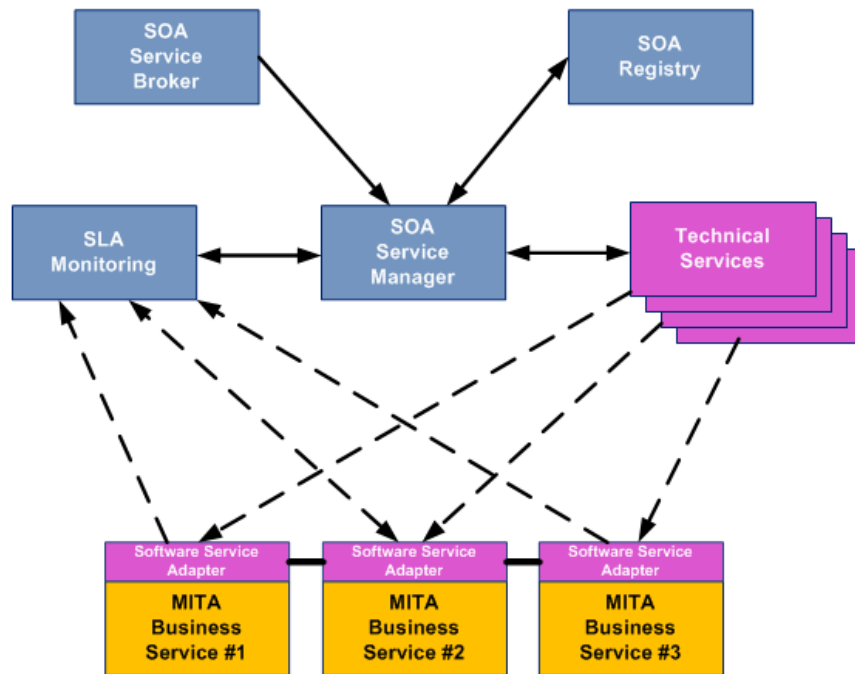 SOA
Service
Broker
SOA
Registry
SLA
Monitoring
SOA
Service
Manager
Technical
Services
Software Service
Adapter
Software Service
Adapter
Software Service
Adapter
MITA
Business
Service #1
MITA
Business
Service #2
MITA
Business
Service #3